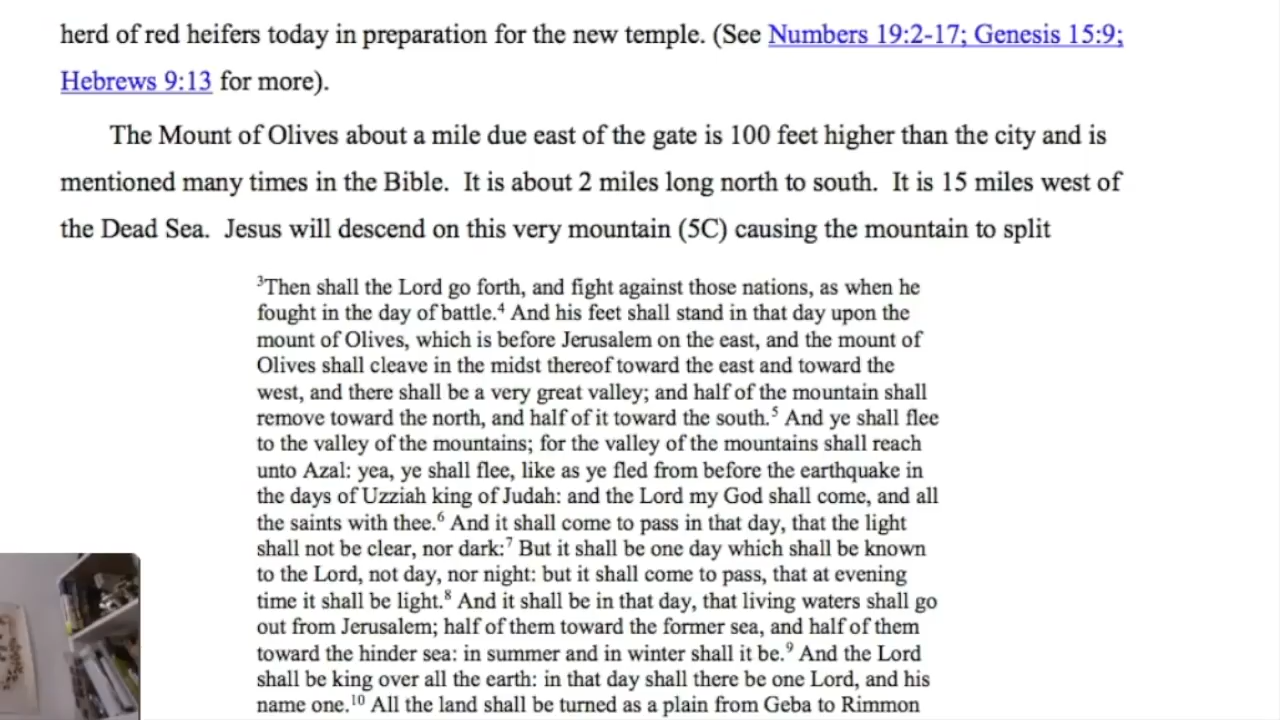 herd of red heifers today in preparation for the new temple. (See Numbers 19:2-17; Genesis 15:9;
Hebrews 9:13 for more).
The Mount of Olives about a mile due east of the gate is 100 feet higher than the city and is
mentioned many times in the Bible.  It is about 2 miles long north to south.  It is 15 miles west of
the Dead Sea.  Jesus will descend on this very mountain (5C) causing the mountain to split
³Then shall the Lord go forth, and fight against those nations, as when he
fought in the day of battle.⁴ And his feet shall stand in that day upon the
mount of Olives, which is before Jerusalem on the east, and the mount of
Olives shall cleave in the midst thereof toward the east and toward the
west, and there shall be a very great valley; and half of the mountain shall
remove toward the north, and half of it toward the south.⁵ And ye shall flee
to the valley of the mountains; for the valley of the mountains shall reach
unto Azal: yea, ye shall flee, like as ye fled from before the earthquake in
the days of Uzziah king of Judah: and the Lord my God shall come, and all
the saints with thee.⁶ And it shall come to pass in that day, that the light
shall not be clear, nor dark:⁷ But it shall be one day which shall be known
to the Lord, not day, nor night: but it shall come to pass, that at evening
time it shall be light.⁸ And it shall be in that day, that living waters shall go
out from Jerusalem; half of them toward the former sea, and half of them
toward the hinder sea: in summer and in winter shall it be.⁹ And the Lord
shall be king over all the earth: in that day shall there be one Lord, and his
name one.¹⁰ All the land shall be turned as a plain from Geba to Rimmon